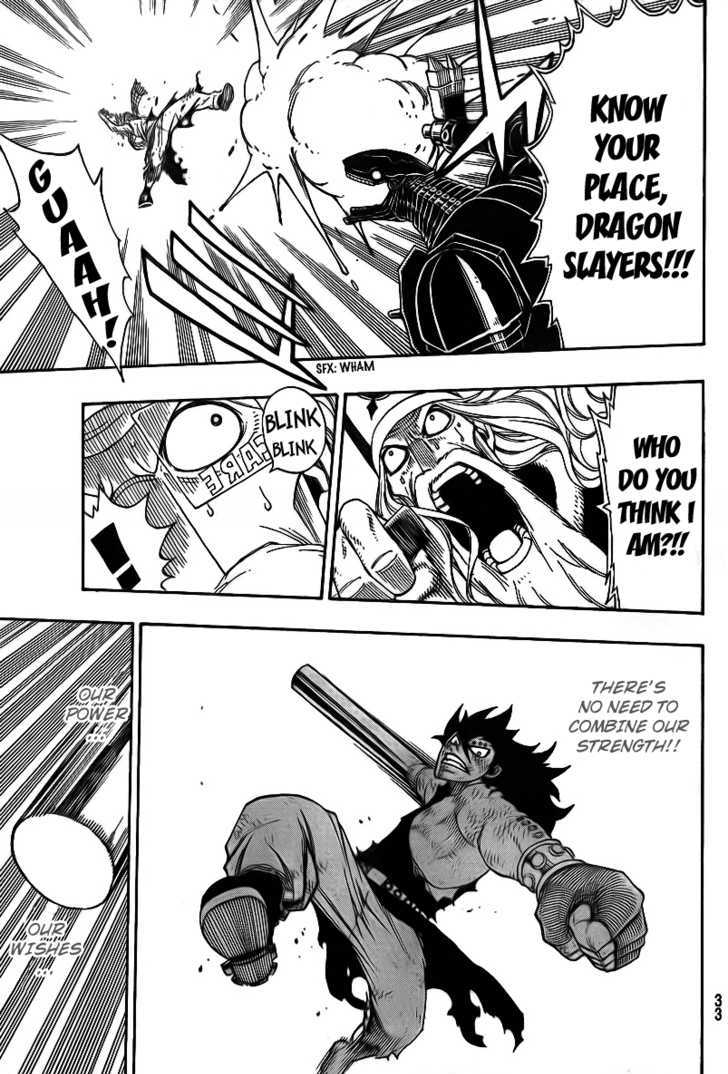 KNOW
YOUR
PLACE,
DRAGON
SLAYERS!!!
GUAAH!
SFX: WHAM
WHO
DO YOU
THINK I
AM?!!
BLINK
BLINK
!
THERE'S
NO NEED TO
COMBINE OUR
STRENGTH!!
OUR
POWER
...
OUR
WISHES
...
33